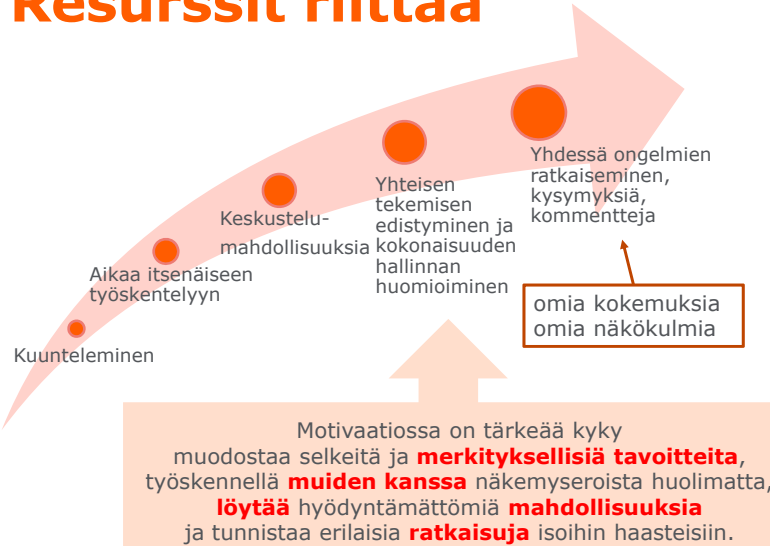 Resurssit riittää
Kuunteleminen
Aikaa itsenäiseen
työskentelyyn
Keskustelu-
mahdollisuuksia
Yhteisen
tekemisen
edistyminen ja
kokonaisuuden
hallinnan
huomioiminen
Yhdessä ongelmien
ratkaiseminen,
kysymyksiä,
kommentteja
omia kokemuksia
omia näkökulmia
Motivaatiossa on tärkeää kyky
muodostaa selkeitä ja merkityksellisiä tavoitteita,
työskennellä muiden kanssa näkemyseroista huolimatta,
löytää hyödyntämättömiä mahdollisuuksia
ja tunnistaa erilaisia ratkaisuja isoihin haasteisiin.